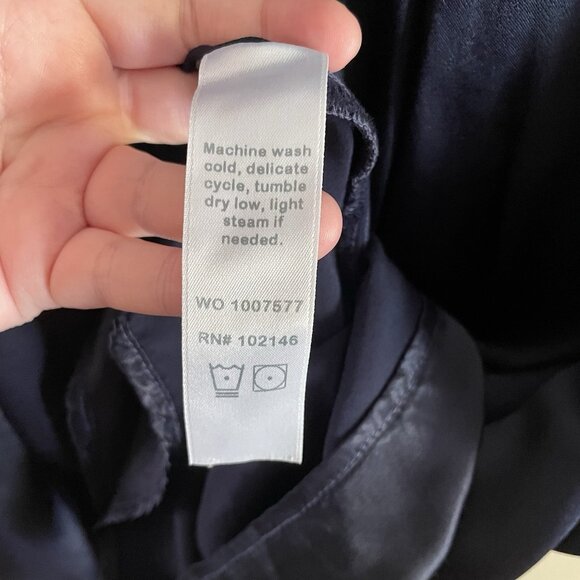 Machine wash
cold, delicate
cycle, tumble
dry low, light
steam if
needed.
WO 1007577
RN# 102146